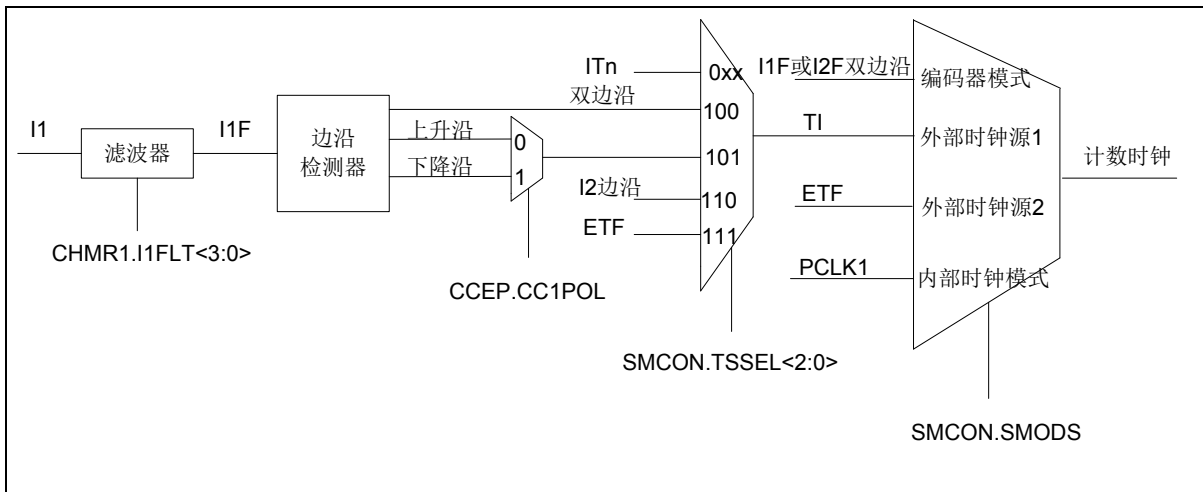 I1
滤波器
I1F
CHMR1.I1FLT<3:0>
边沿
检测器
上升沿
下降沿
0
1
CCEP.CC1POL
ITn
双边沿
I2边沿
ETF
0xx
100
101
110
111
SMCON.TSSEL<2:0>
I1F或I2F双边沿
TI
ETF
PCLK1
编码器模式
外部时钟源1
外部时钟源2
内部时钟模式
SMCON.SMODS
计数时钟